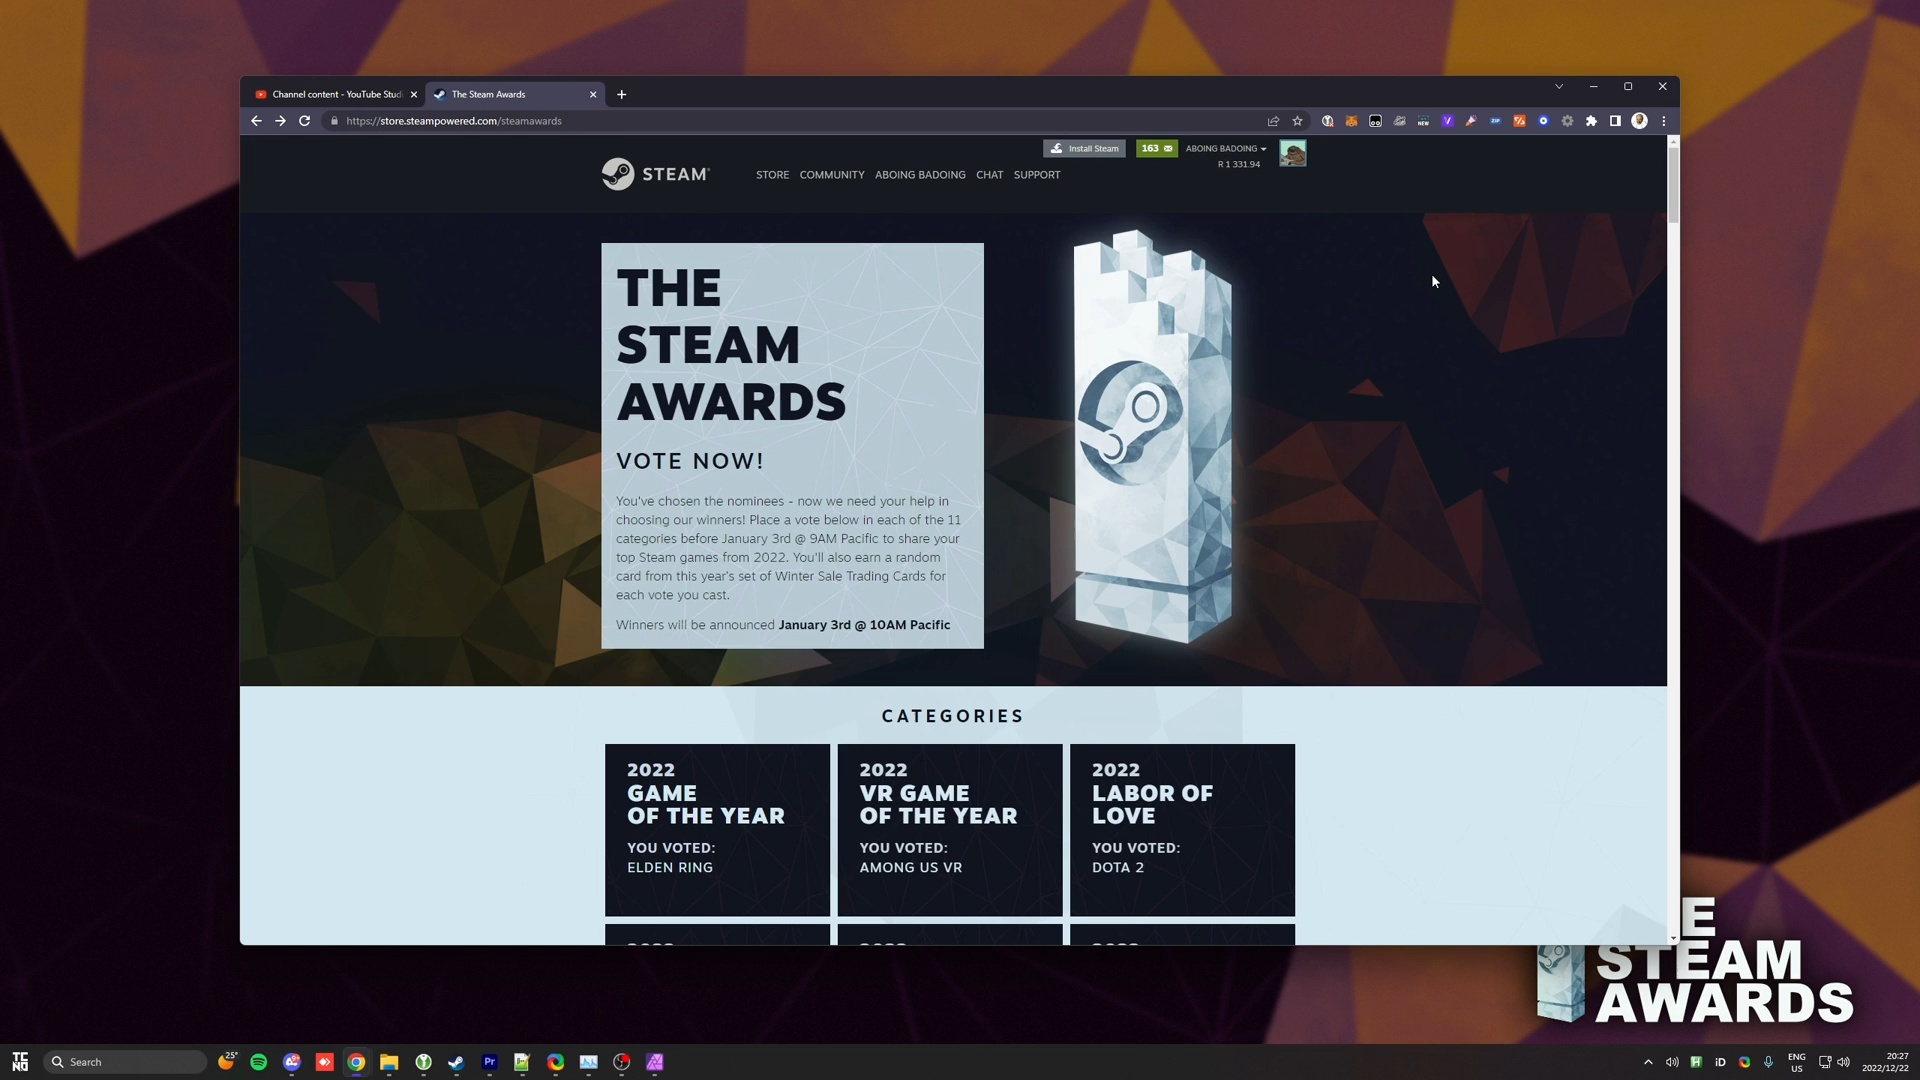 Channel content - YouTube Stud
The Steam Awards
https://store.steampowered.com/steamawards
Install Steam
163
ABOING BADOING
R 1 331.94
STEAM
STORE
COMMUNITY
ABOING BADOING
CHAT
SUPPORT
THE
STEAM
AWARDS
VOTE NOW!
You've chosen the nominees - now we need your help in
choosing our winners! Place a vote below in each of the 11
categories before January 3rd @ 9AM Pacific to share your
top Steam games from 2022. You'll also earn a random
card from this year's set of Winter Sale Trading Cards for
each vote you cast.
Winners will be announced January 3rd @ 10AM Pacific
CATEGORIES
2022
GAME
OF THE YEAR
YOU VOTED:
ELDEN RING
2022
VR GAME
OF THE YEAR
YOU VOTED:
AMONG US VR
2022
LABOR OF
LOVE
YOU VOTED:
DOTA 2
E
STEAM
AWARDS
TC
NO
Search
25°
Pr
iD
ENG
US
20:27
2022/12/22